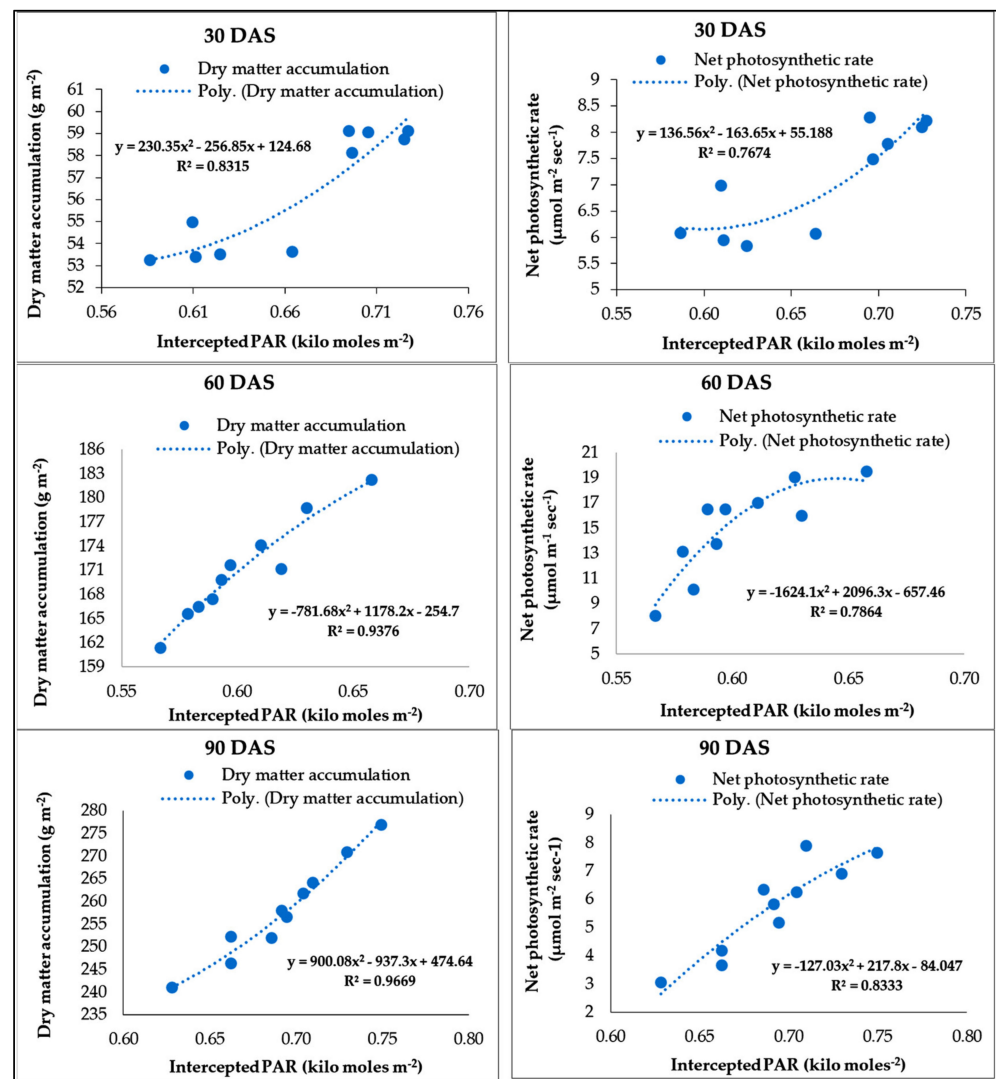 30 DAS
Dry matter accumulation
Poly. (Dry matter accumulation)
Dry matter accumulation (g m⁻²)
61
60
59
58
57
56
55
54
53
52
y = 230.35x² - 256.85x + 124.68
R² = 0.8315
0.56 0.61 0.66 0.71 0.76
Intercepted PAR (kilo moles m⁻²)
30 DAS
Net photosynthetic rate
Poly. (Net photosynthetic rate)
Net photosynthetic rate
(µmol m⁻² sec⁻¹)
9
8.5
8
7.5
7
6.5
6
5.5
5
y = 136.56x² - 163.65x + 55.188
R² = 0.7674
0.55 0.60 0.65 0.70 0.75
Intercepted PAR (kilo moles m⁻²)
60 DAS
Dry matter accumulation
Poly. (Dry matter accumulation)
Dry matter accumulation (g m⁻²)
186
183
180
177
174
171
168
165
162
159
y = -781.68x² + 1178.2x - 254.7
R² = 0.9376
0.55 0.60 0.65 0.70
Intercepted PAR (kilo moles m⁻²)
60 DAS
Net photosynthetic rate
Poly. (Net photosynthetic rate)
Net photosynthetic rate
(µmol m⁻¹ sec⁻¹)
21
19
17
15
13
11
9
7
5
y = -1624.1x² + 2096.3x - 657.46
R² = 0.7864
0.55 0.60 0.65 0.70
Intercepted PAR (kilo moles m⁻²)
90 DAS
Dry matter accumulation
Poly. (Dry matter accumulation)
Dry matter accumulation (g m⁻²)
280
275
270
265
260
255
250
245
240
235
y = 900.08x² - 937.3x + 474.64
R² = 0.9669
0.60 0.65 0.70 0.75 0.80
Intercepted PAR (kilo moles m⁻²)
90 DAS
Net photosynthetic rate
Poly. (Net photosynthetic rate)
Net photosynthetic rate
(µmol m⁻² sec-1)
9
8
7
6
5
4
3
2
y = -127.03x² + 217.8x - 84.047
R² = 0.8333
0.60 0.65 0.70 0.75 0.80
Intercepted PAR (kilo moles⁻²)